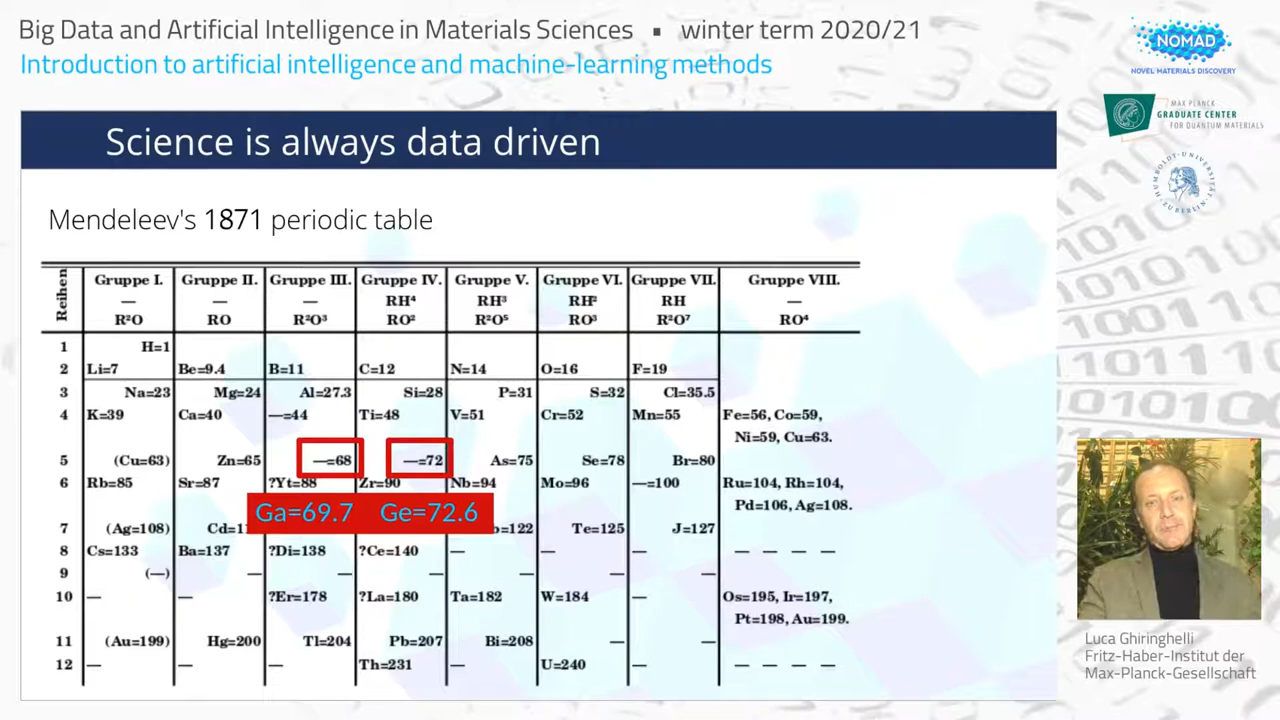 Big Data and Artificial Intelligence in Materials Sciences ▪ winter term 2020/21
Introduction to artificial intelligence and machine-learning methods
NOMAD
NOVEL MATERIALS DISCOVERY
MAX PLANCK
GRADUATE CENTER
FOR QUANTUM MATERIALS
HUMBOLDT-UNIVERSITÄT ZU BERLIN
Science is always data driven
Mendeleev's 1871 periodic table
Reihen
Gruppe I. Gruppe II. Gruppe III. Gruppe IV. Gruppe V. Gruppe VI. Gruppe VII. Gruppe VIII.
— — — RH⁴ RH³ RH² RH —
R²O RO R²O³ RO² R²O⁵ RO³ R²O⁷ RO⁴
1 H=1
2 Li=7 Be=9.4 B=11 C=12 N=14 O=16 F=19
3 Na=23 Mg=24 Al=27.3 Si=28 P=31 S=32 Cl=35.5
4 K=39 Ca=40 —=44 Ti=48 V=51 Cr=52 Mn=55 Fe=56, Co=59,
Ni=59, Cu=63.
5 (Cu=63) Zn=65 —=68 —=72 As=75 Se=78 Br=80
6 Rb=85 Sr=87 ?Yt=88 Zr=90 Nb=94 Mo=96 —=100 Ru=104, Rh=104,
Pd=106, Ag=108.
Ga=69.7 Ge=72.6
7 (Ag=108) Te=125 J=127
8 Cs=133 Ba=137 ?Di=138 ?Ce=140 — — — — — — —
9 (—) — — — — — —
10 — — ?Er=178 ?La=180 Ta=182 W=184 — Os=195, Ir=197,
Pt=198, Au=199.
11 (Au=199) Hg=200 Tl=204 Pb=207 Bi=208 — —
12 — — — Th=231 — U=240 — — — — —
Luca Ghiringhelli
Fritz-Haber-Institut der
Max-Planck-Gesellschaft